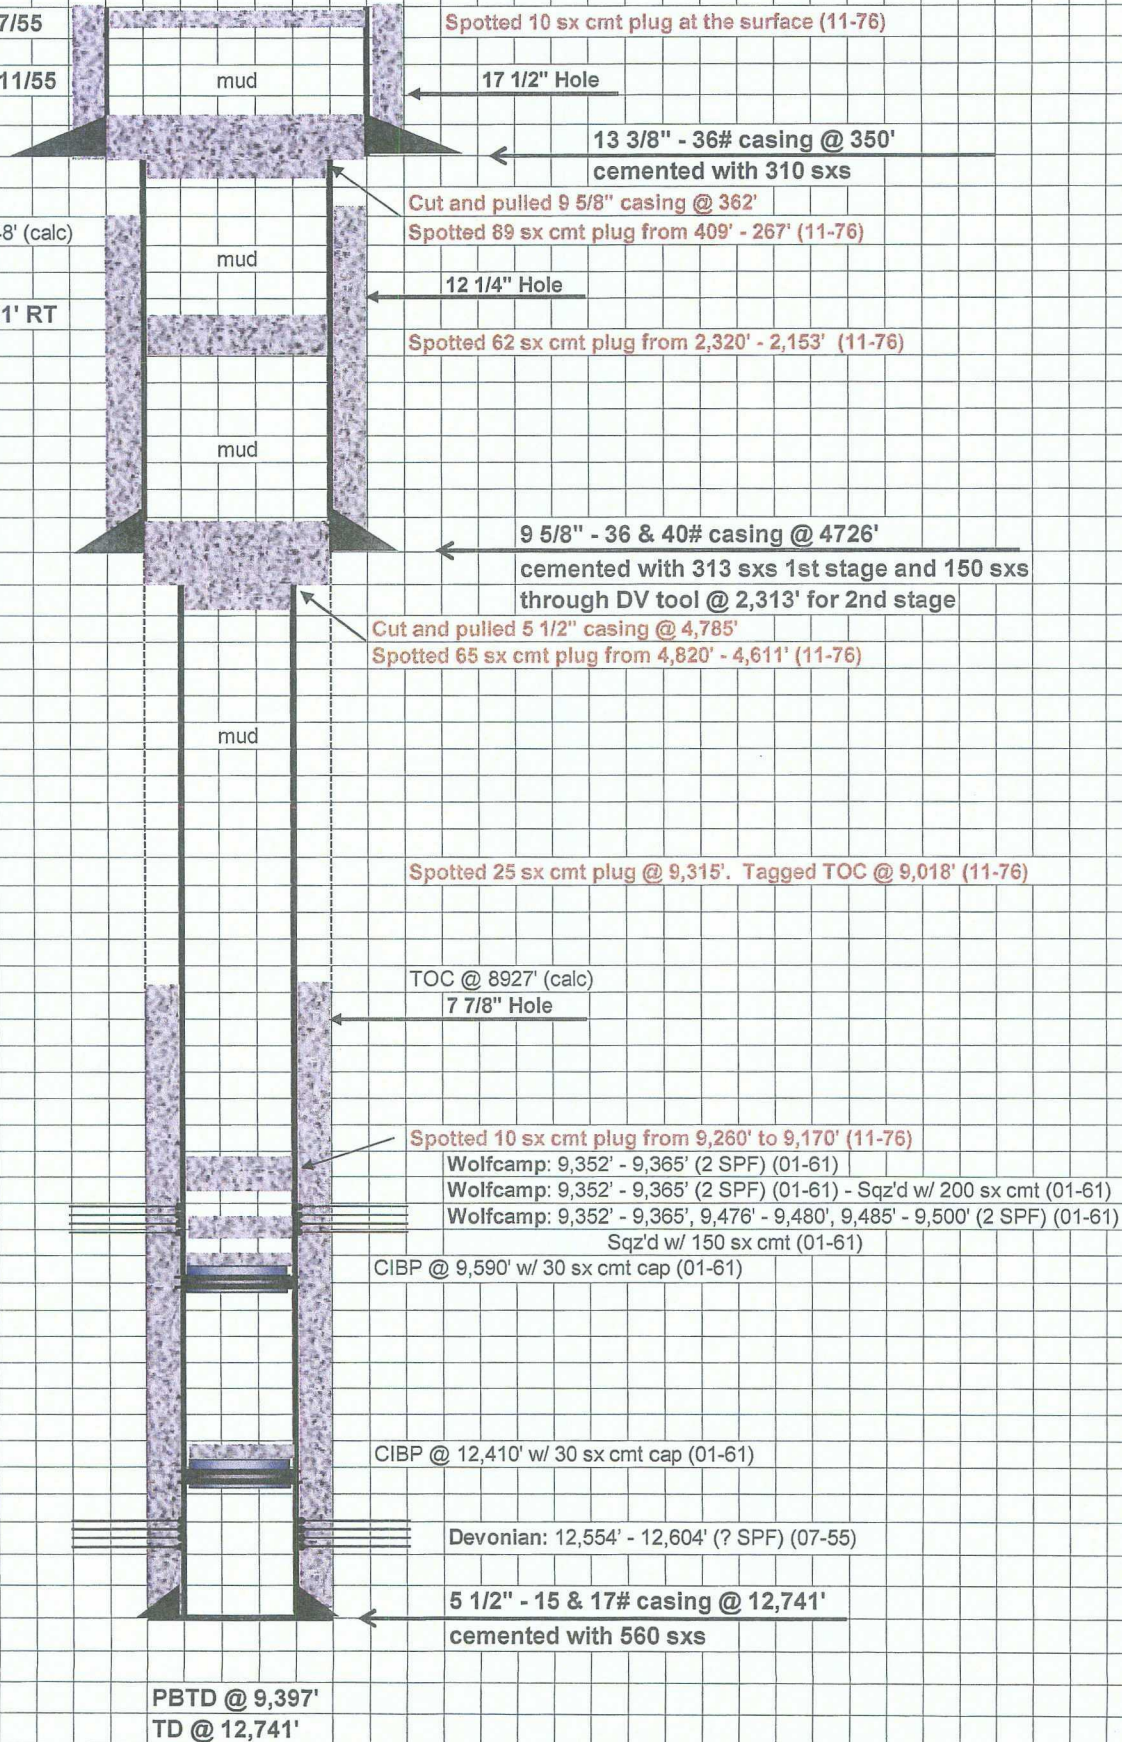 7/55
Spotted 10 sx cmt plug at the surface (11-76)
11/55
mud
17 1/2" Hole
13 3/8" - 36# casing @ 350'
cemented with 310 sxs
Cut and pulled 9 5/8" casing @ 362'
8' (calc)
Spotted 89 sx cmt plug from 409' - 267' (11-76)
mud
12 1/4" Hole
1' RT
Spotted 62 sx cmt plug from 2,320' - 2,153' (11-76)
mud
9 5/8" - 36 & 40# casing @ 4726'
cemented with 313 sxs 1st stage and 150 sxs
through DV tool @ 2,313' for 2nd stage
Cut and pulled 5 1/2" casing @ 4,785'
Spotted 65 sx cmt plug from 4,820' - 4,611' (11-76)
mud
Spotted 25 sx cmt plug @ 9,315'. Tagged TOC @ 9,018' (11-76)
TOC @ 8927' (calc)
7 7/8" Hole
Spotted 10 sx cmt plug from 9,260' to 9,170' (11-76)
Wolfcamp: 9,352' - 9,365' (2 SPF) (01-61)
Wolfcamp: 9,352' - 9,365' (2 SPF) (01-61) - Sqz'd w/ 200 sx cmt (01-61)
Wolfcamp: 9,352' - 9,365', 9,476' - 9,480', 9,485' - 9,500' (2 SPF) (01-61)
Sqz'd w/ 150 sx cmt (01-61)
CIBP @ 9,590' w/ 30 sx cmt cap (01-61)
CIBP @ 12,410' w/ 30 sx cmt cap (01-61)
Devonian: 12,554' - 12,604' (? SPF) (07-55)
5 1/2" - 15 & 17# casing @ 12,741'
cemented with 560 sxs
PBTD @ 9,397'
TD @ 12,741'